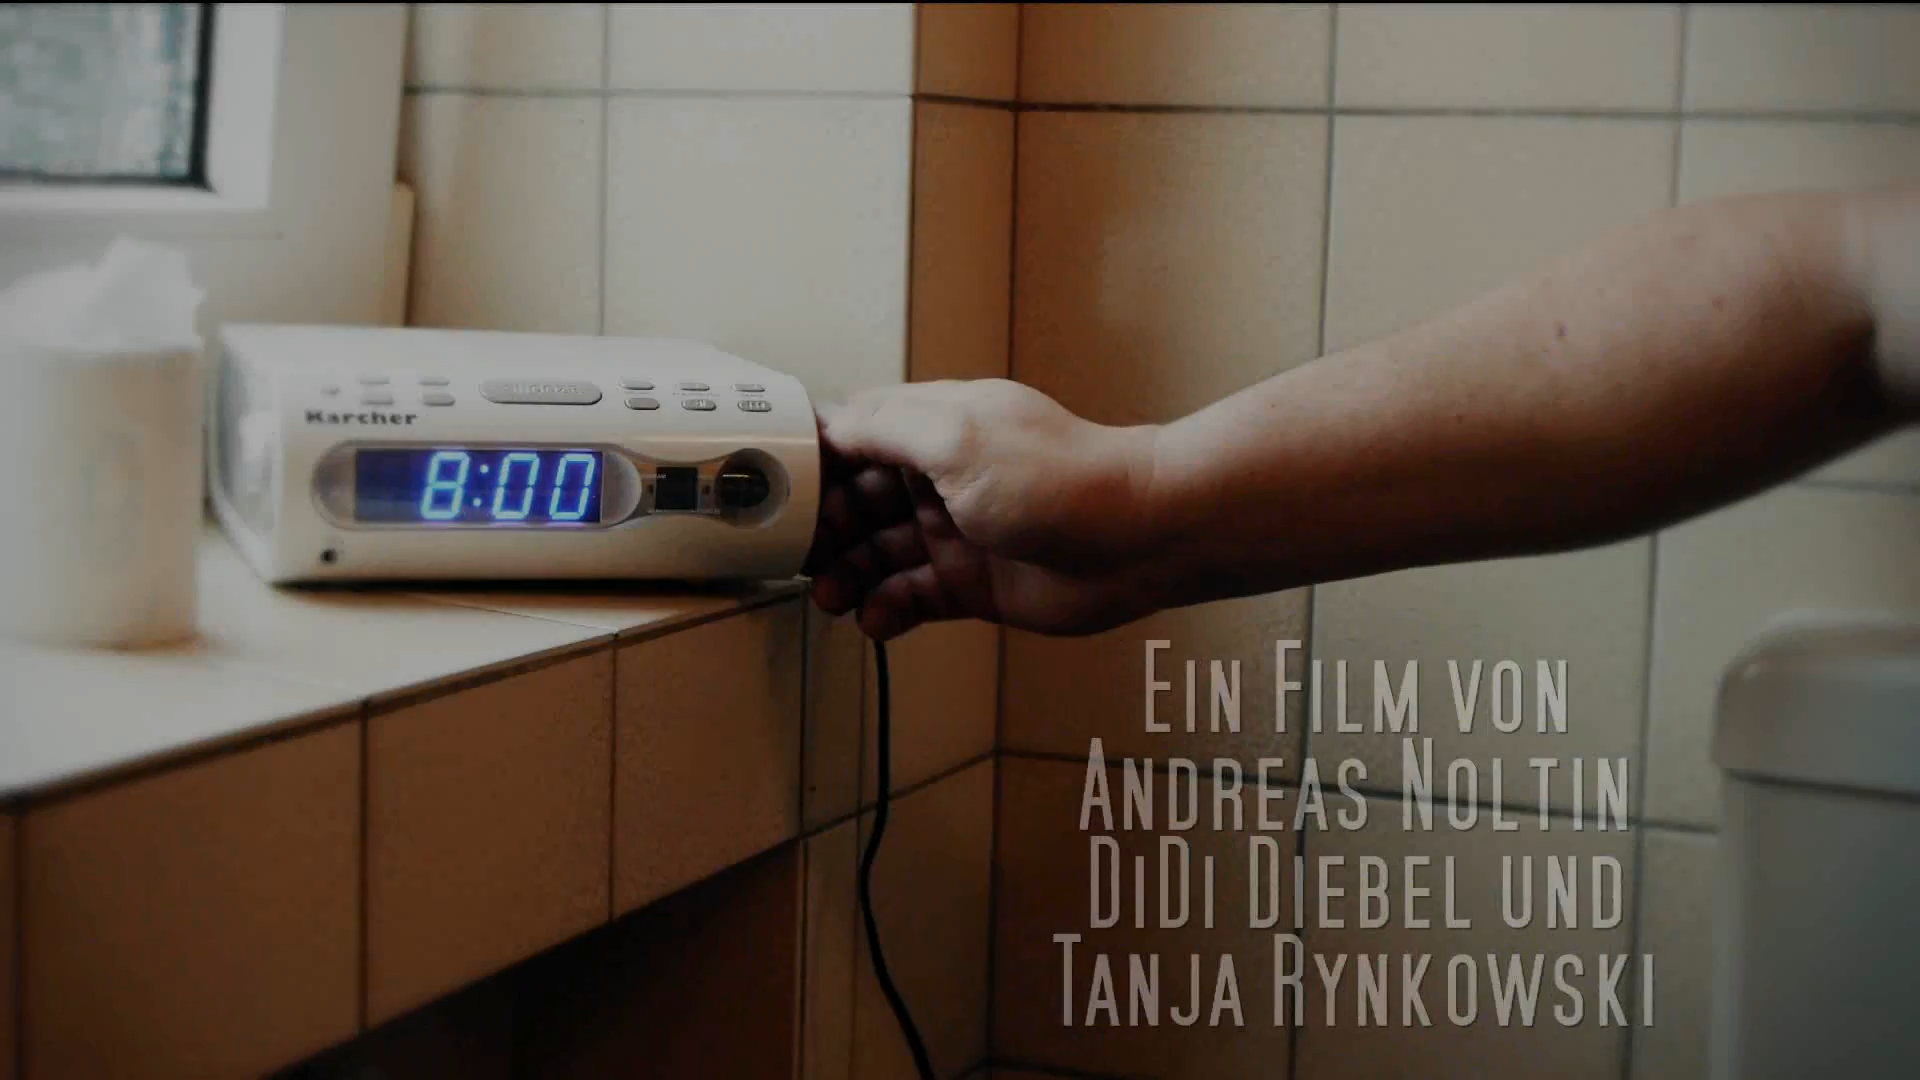 Karcher
8:00
EIN FILM VON
ANDREAS NOLTIN
DIDI DIEBEL UND
TANJA RYNKOWSKI